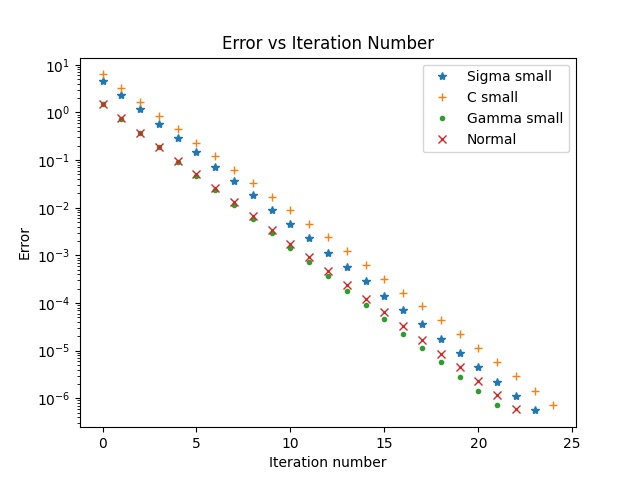 Error vs Iteration Number
10¹
10⁰
10⁻¹
10⁻²
10⁻³
10⁻⁴
10⁻⁵
10⁻⁶
Error
Sigma small
C small
Gamma small
Normal
0 5 10 15 20 25
Iteration number